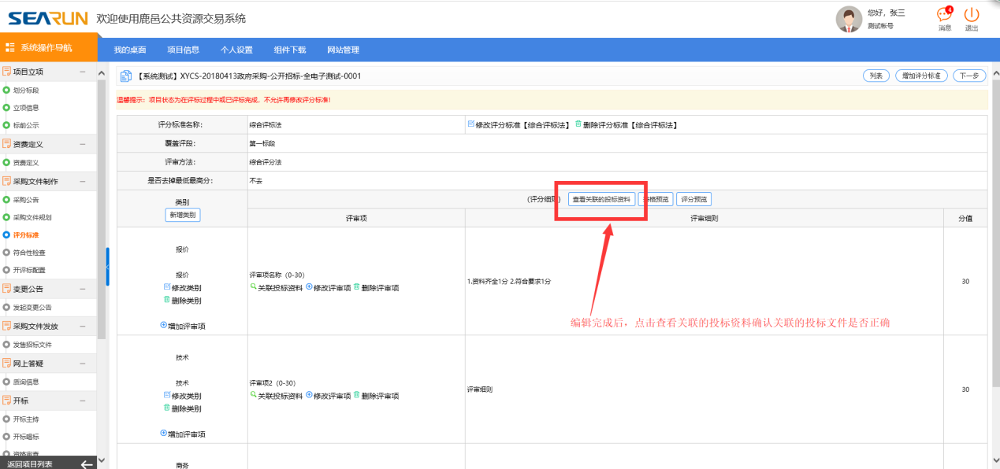 SEARUN 欢迎使用鹿邑公共资源交易系统
您好，张三
测试帐号
4
消息
退出
系统操作导航
我的桌面 项目信息 个人设置 组件下载 网站管理
项目立项
划分标段
立项信息
标前公示
资费定义
资费定义
采购文件制作
采购公告
采购文件规划
评分标准
符合性检查
开评标配置
变更公告
发起变更公告
采购文件发放
发售招标文件
网上答疑
质询信息
开标
开标主持
开标唱标
资格审查
返回项目列表
【系统测试】XYCS-20180413政府采购-公开招标-全电子测试-0001
列表 增加评分标准 下一步
温馨提示：项目状态为在评标过程中或已评标完成，不允许再修改评分标准！
评分标准名称： 综合评标法 修改评分标准【综合评标法】 删除评分标准【综合评标法】
覆盖评段： 第一标段
评审方法： 综合评分法
是否去掉最低最高分： 不去
类别
新增类别
(评分细则) 查看关联的投标资料 格预览 评分预览
评审项 评审细则 分值
报价
报价
修改类别
删除类别
增加评审项
评审项名称（0-30）
关联投标资料 修改评审项 删除评审项
1.资料齐全1分 2.符合要求1分
30
编辑完成后，点击查看关联的投标资料确认关联的投标文件是否正确
技术
技术
修改类别
删除类别
增加评审项
评审项2（0-30）
关联投标资料 修改评审项 删除评审项
评审细则
30
商务